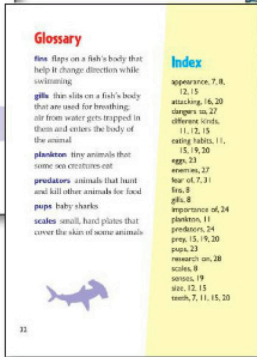 Glossary
fins flaps on a fish's body that
help it change direction while
swimming
gills thin slits on a fish's body
that are used for breathing;
air from water gets trapped in
them and enters the body of
the animal
plankton tiny animals that
some sea creatures eat
predators animals that hunt
and kill other animals for food
pups baby sharks
scales small, hard plates that
cover the skin of some animals
32
Index
appearance, 7, 8,
12, 15
attacking, 16, 20
dangers to, 27
different kinds,
11, 12, 15
eating habits, 11,
15, 19, 20
eggs, 23
enemies, 27
fear of, 7, 31
fins, 8
gills, 8
importance of, 24
plankton, 11
predators, 24
prey, 15, 19, 20
pups, 23
research on, 28
scales, 8
senses, 19
size, 12, 15
teeth, 7, 11, 15, 20